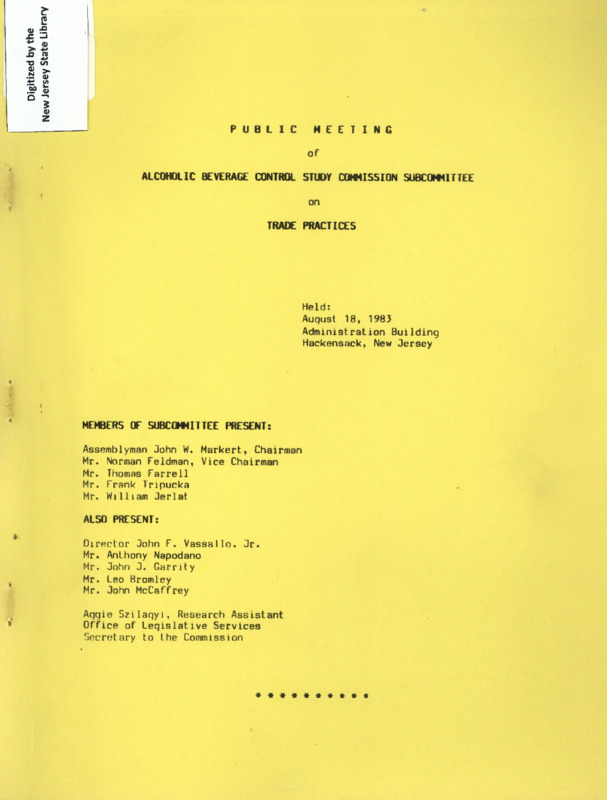 Digitized by the
New Jersey State Library
PUBLIC MEETING
of
ALCOHOLIC BEVERAGE CONTROL STUDY COMMISSION SUBCOMMITTEE
on
TRADE PRACTICES
Held:
August 18, 1983
Administration Building
Hackensack, New Jersey
MEMBERS OF SUBCOMMITTEE PRESENT:
Assemblyman John W. Markert, Chairman
Mr. Norman Feldman, Vice Chairman
Mr. Thomas Farrell
Mr. Frank Tripucka
Mr. William Jerlat
ALSO PRESENT:
Director John F. Vassallo, Jr.
Mr. Anthony Napodano
Mr. John J. Garrity
Mr. Leo Bromley
Mr. John McCaffrey
Aggie Szilagyi, Research Assistant
Office of Legislative Services
Secretary to the Commission
* * * * * * * * * *